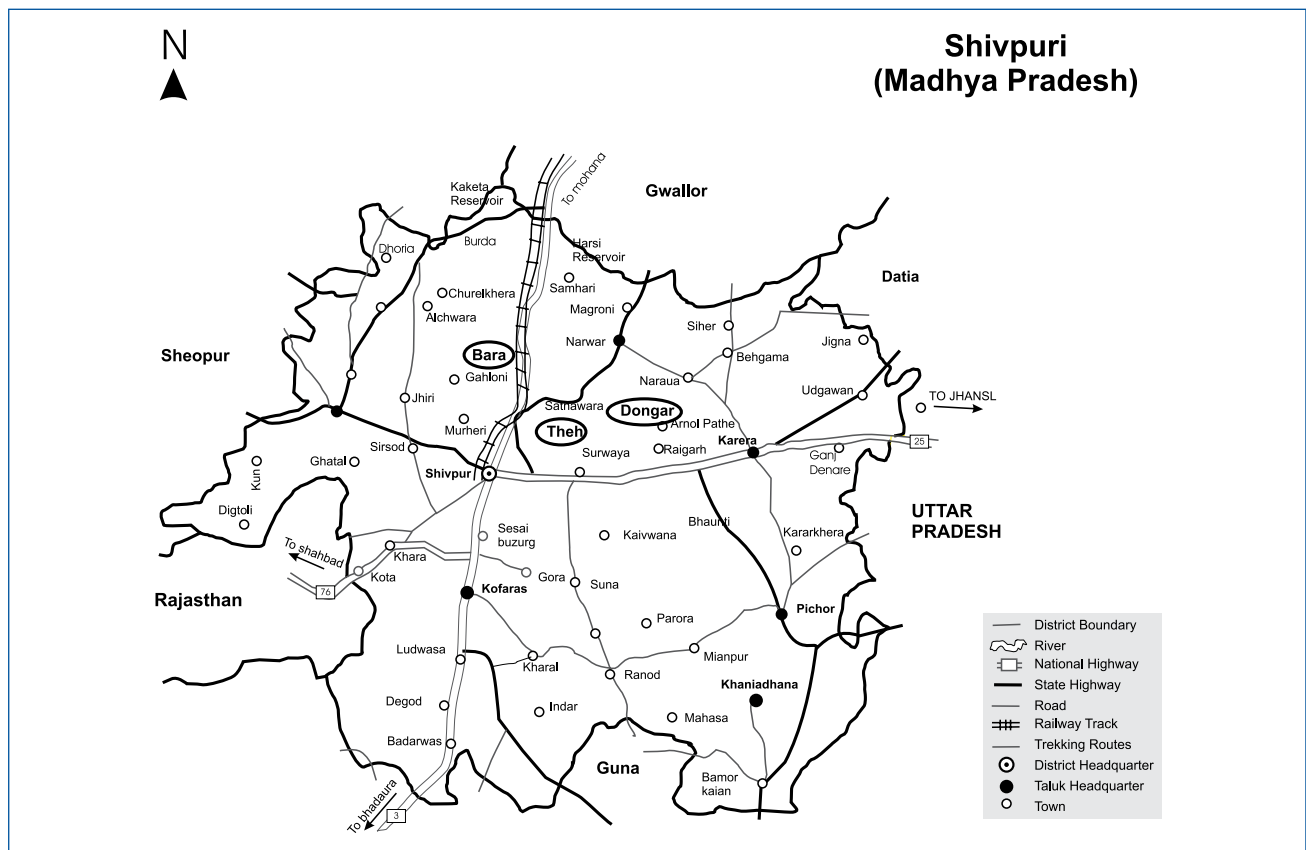 N
Shivpuri
(Madhya Pradesh)
Kaketa
Reservoir
To mohana
Gwallor
Dhoria
Burda
Harsi
Reservoir
Datia
Churelkhera
Samhari
Alchwara
Magroni
Siher
Sheopur
Bara
Narwar
Behgama
Jigna
Gahloni
Naraua
Udgawan
TO JHANSL
Jhiri
Sathawara
Dongar
Murheri
Theh
Arnol Pathe
Karera
25
Sirsod
Raigarh
Kun
Ghatal
Shivpur
Surwaya
Ganj
Denare
Digtoli
UTTAR
PRADESH
Bhaunti
Sesai
buzurg
Kaivwana
Kararkhera
To shahbad
Khara
Kota
Gora
Suna
76
Kofaras
Rajasthan
Pichor
Parora
Ludwasa
Kharal
Mianpur
Ranod
Khaniadhana
Degod
Indar
Mahasa
Badarwas
Guna
Bamor
kaian
To bhadaura
3
District Boundary
River
National Highway
State Highway
Road
Railway Track
Trekking Routes
District Headquarter
Taluk Headquarter
Town